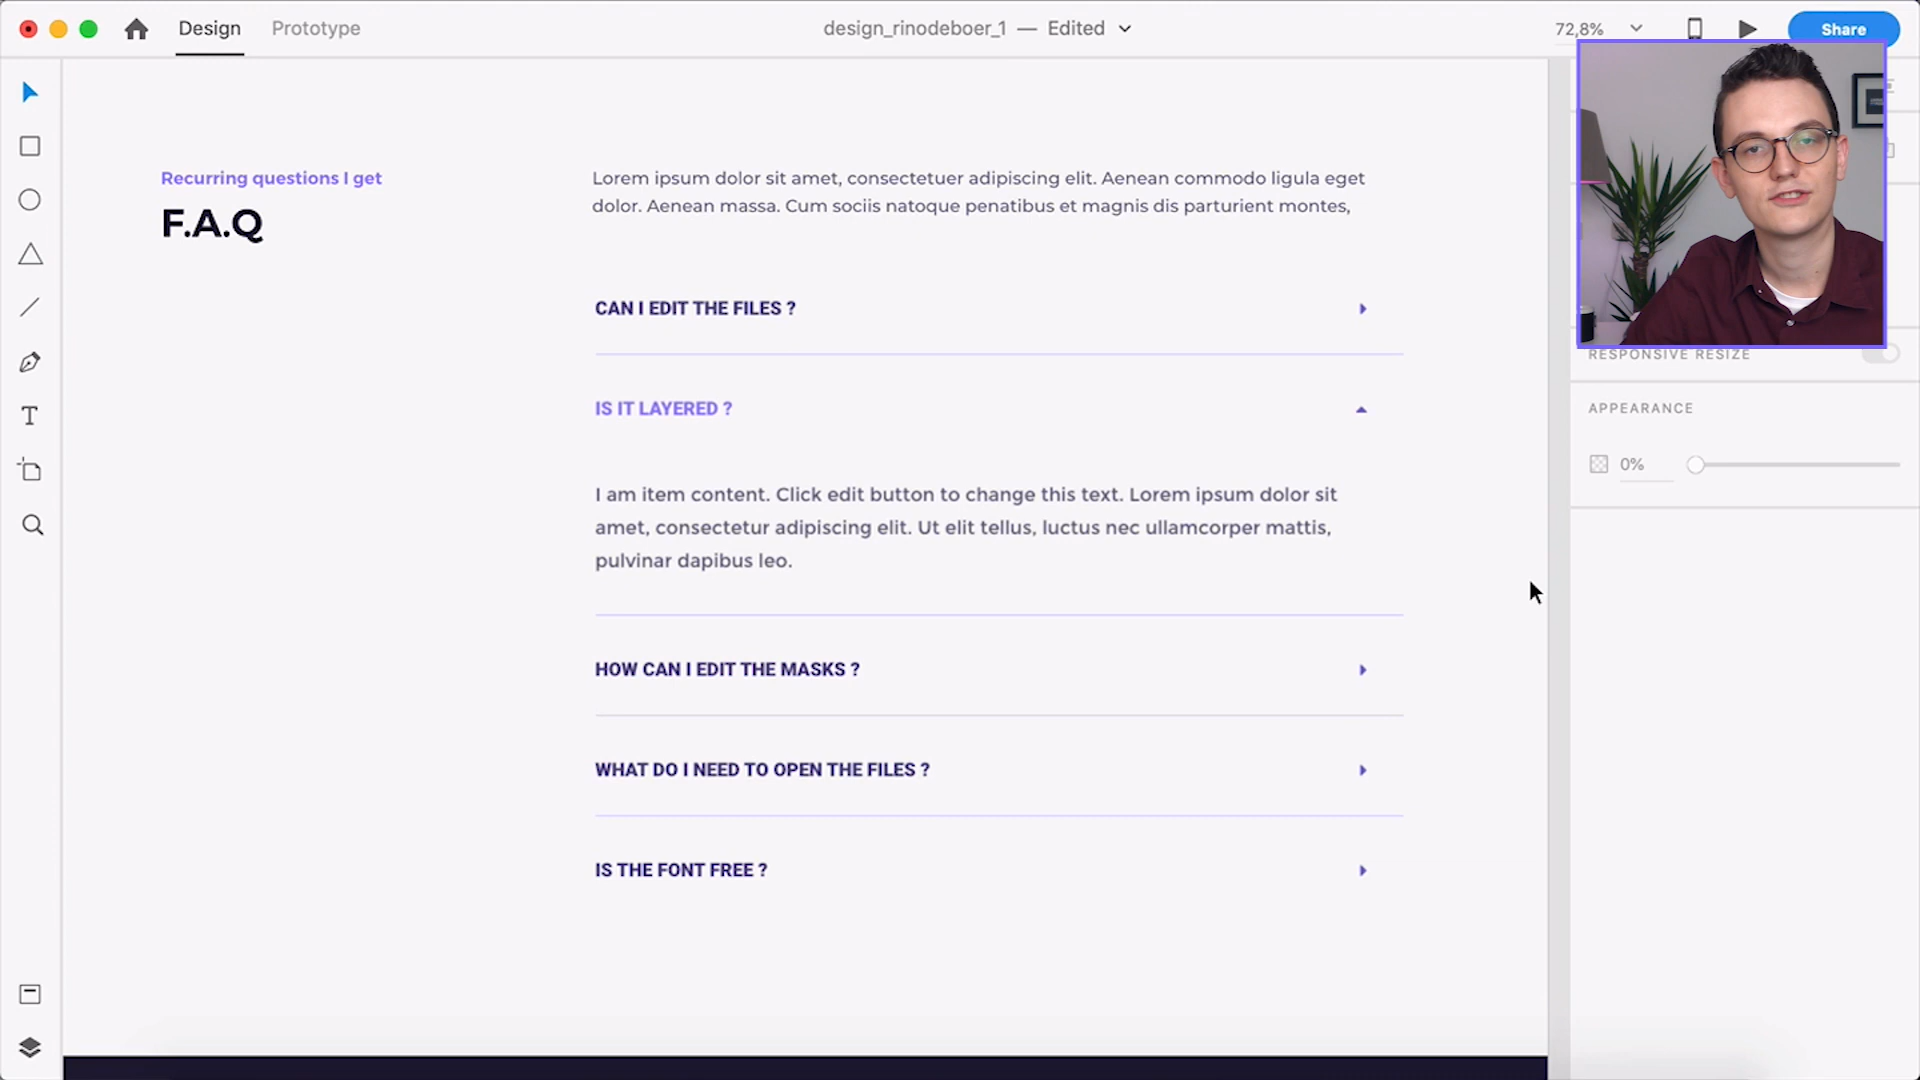 Design
Prototype
design_rinodeboer_1 — Edited
72,8%
Share
Recurring questions I get
F.A.Q
Lorem ipsum dolor sit amet, consectetuer adipiscing elit. Aenean commodo ligula eget
dolor. Aenean massa. Cum sociis natoque penatibus et magnis dis parturient montes,
CAN I EDIT THE FILES ?
IS IT LAYERED ?
I am item content. Click edit button to change this text. Lorem ipsum dolor sit
amet, consectetur adipiscing elit. Ut elit tellus, luctus nec ullamcorper mattis,
pulvinar dapibus leo.
HOW CAN I EDIT THE MASKS ?
WHAT DO I NEED TO OPEN THE FILES ?
IS THE FONT FREE ?
RESPONSIVE RESIZE
APPEARANCE
0%